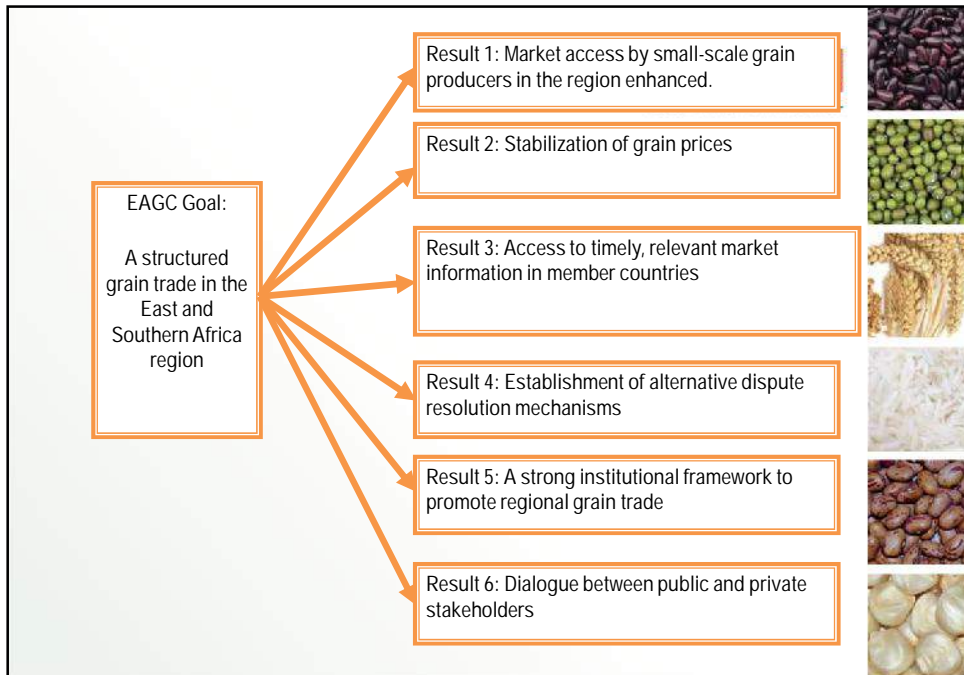 EAGC Goal:
A structured
grain trade in the
East and
Southern Africa
region
Result 1: Market access by small-scale grain
producers in the region enhanced.
Result 2: Stabilization of grain prices
Result 3: Access to timely, relevant market
information in member countries
Result 4: Establishment of alternative dispute
resolution mechanisms
Result 5: A strong institutional framework to
promote regional grain trade
Result 6: Dialogue between public and private
stakeholders